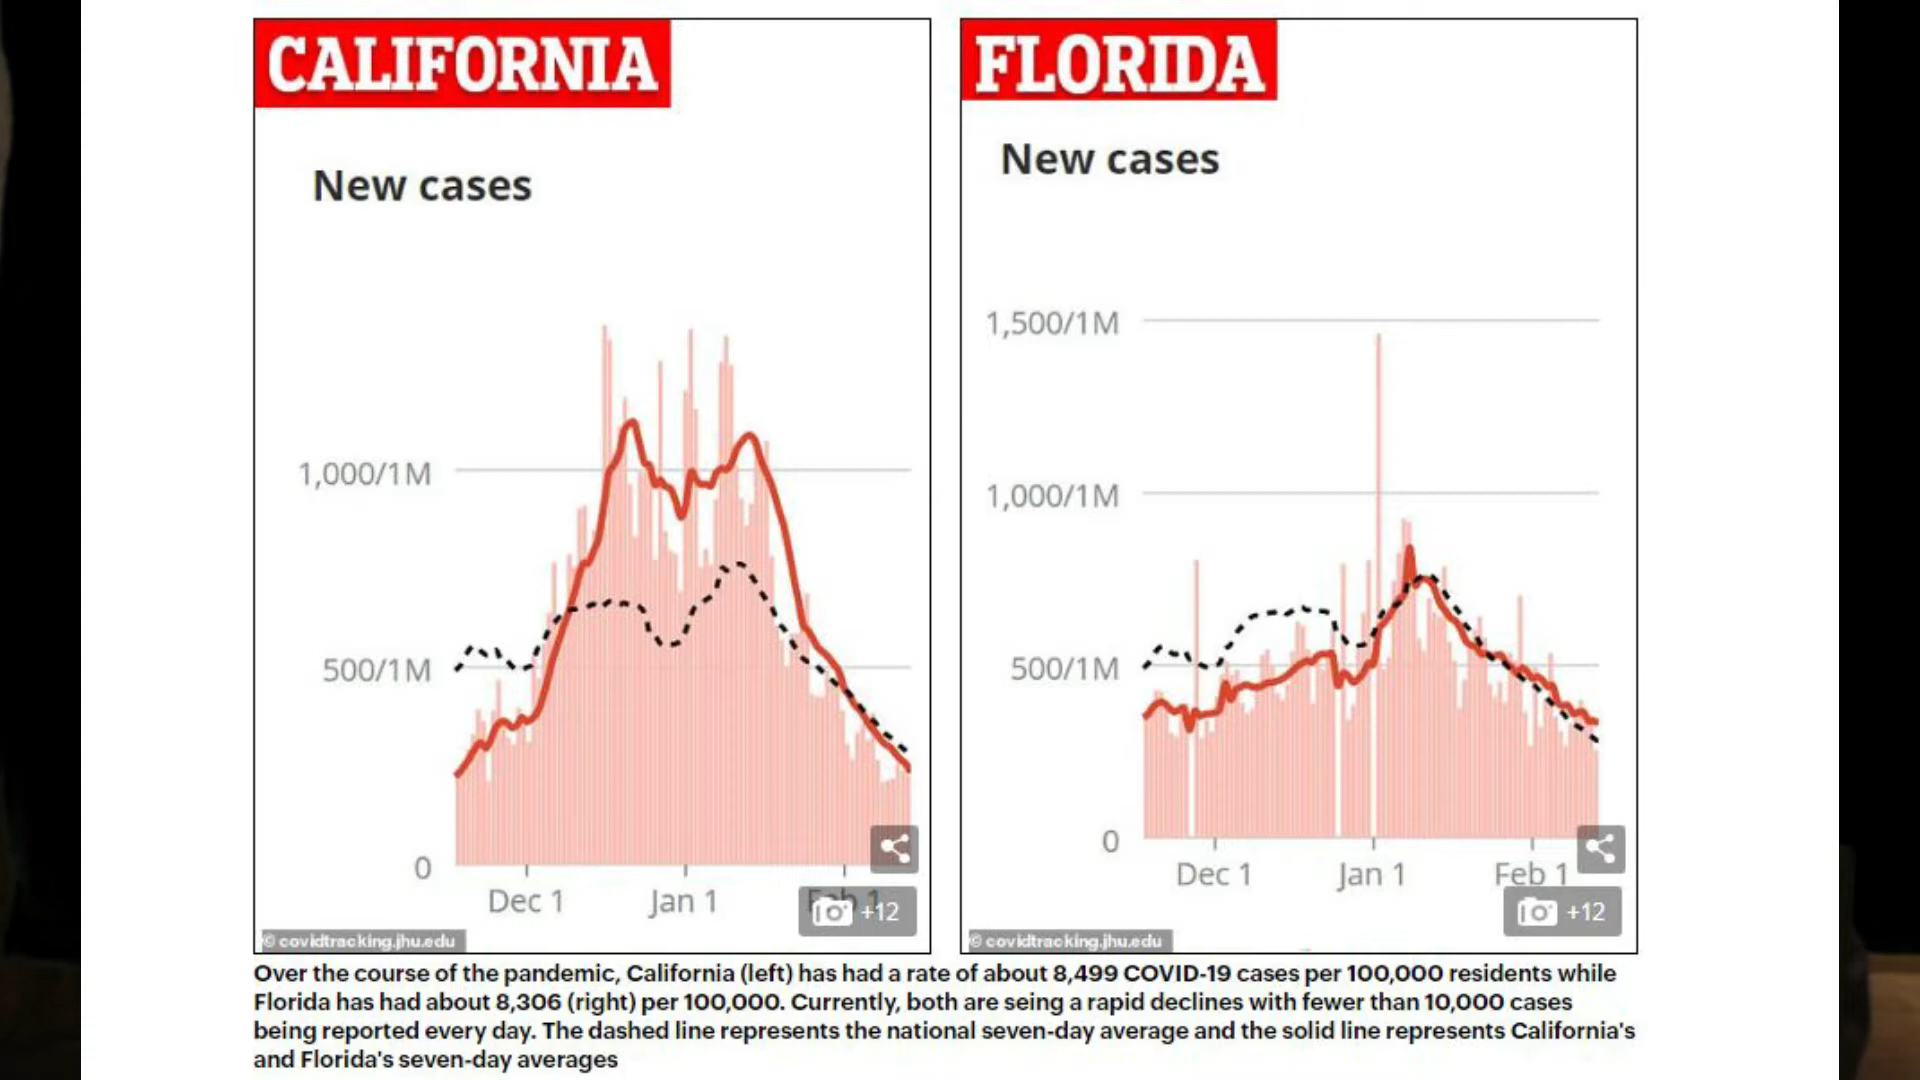 CALIFORNIA
New cases
1,000/1M
500/1M
0
Dec 1
Jan 1
Feb 1
+12
© covidtracking.jhu.edu
FLORIDA
New cases
1,500/1M
1,000/1M
500/1M
0
Dec 1
Jan 1
Feb 1
+12
© covidtracking.jhu.edu
Over the course of the pandemic, California (left) has had a rate of about 8,499 COVID-19 cases per 100,000 residents while
Florida has had about 8,306 (right) per 100,000. Currently, both are seing a rapid declines with fewer than 10,000 cases
being reported every day. The dashed line represents the national seven-day average and the solid line represents California's
and Florida's seven-day averages